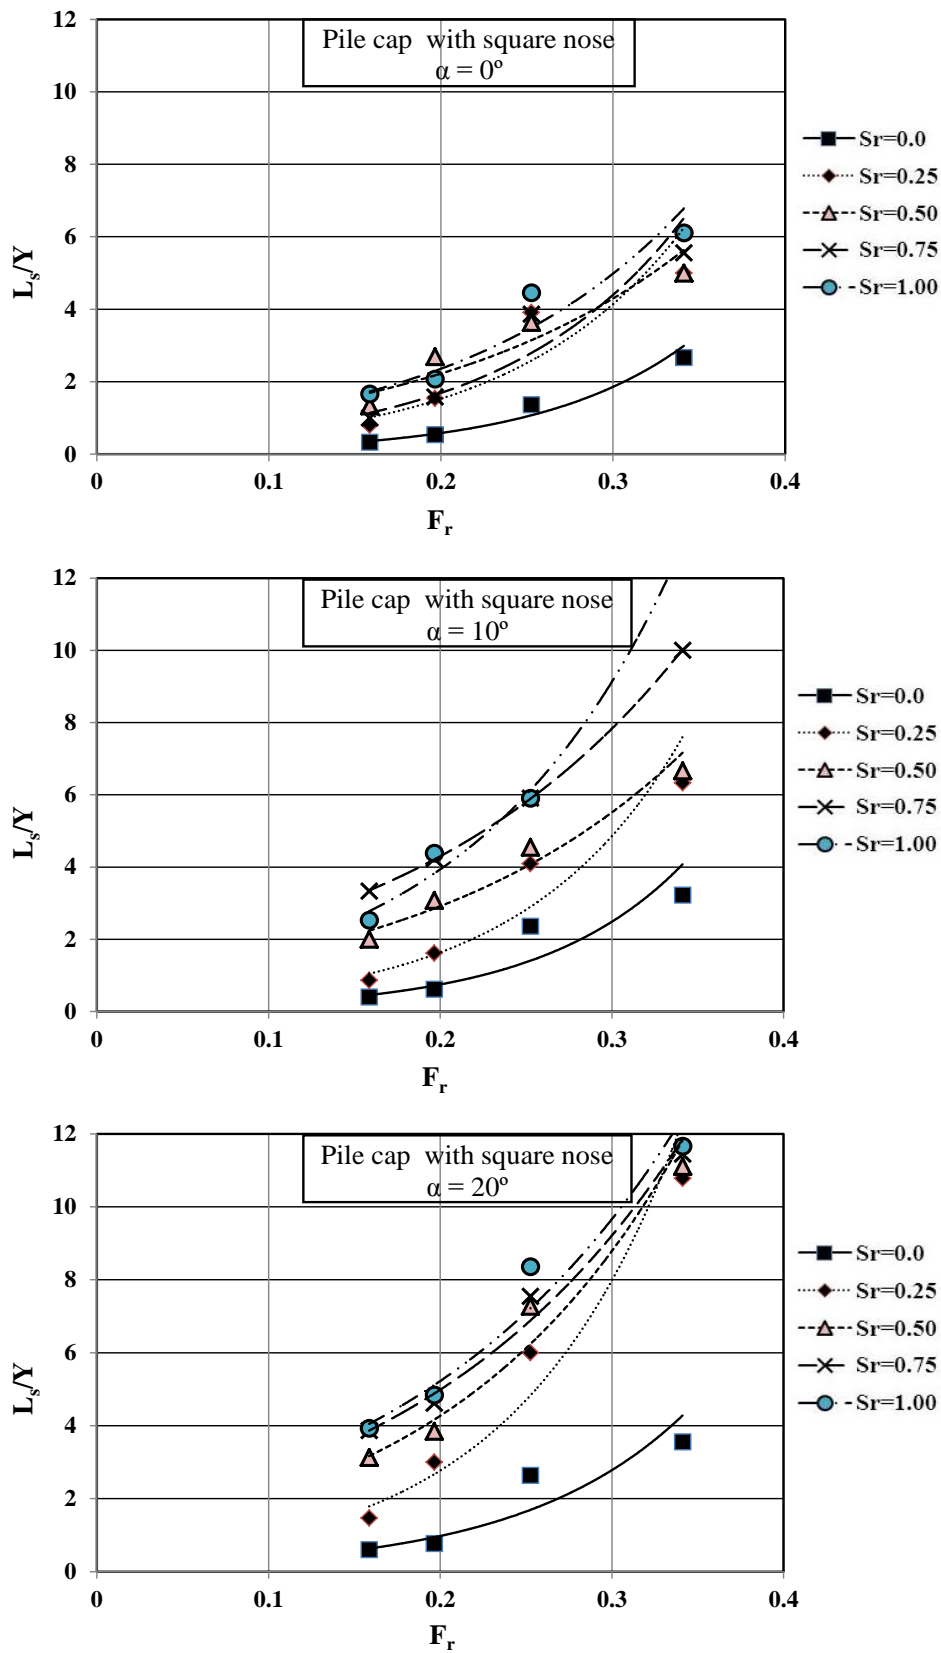 Pile cap with square nose
α = 0º
12
10
8
6
4
2
0
0 0.1 0.2 0.3 0.4
Ls/Y
Fr
Sr=0.0
Sr=0.25
Sr=0.50
Sr=0.75
Sr=1.00
Pile cap with square nose
α = 10º
12
10
8
6
4
2
0
0 0.1 0.2 0.3 0.4
Ls/Y
Fr
Sr=0.0
Sr=0.25
Sr=0.50
Sr=0.75
Sr=1.00
Pile cap with square nose
α = 20º
12
10
8
6
4
2
0
0 0.1 0.2 0.3 0.4
Ls/Y
Fr
Sr=0.0
Sr=0.25
Sr=0.50
Sr=0.75
Sr=1.00